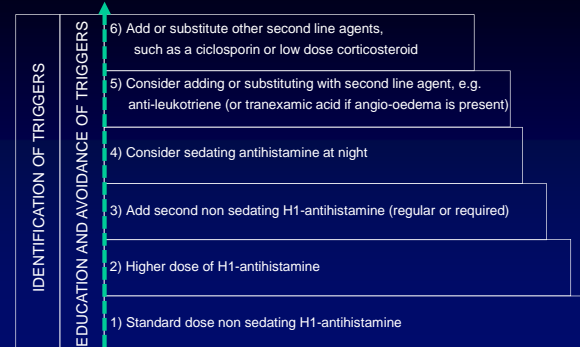 IDENTIFICATION OF TRIGGERS
EDUCATION AND AVOIDANCE OF TRIGGERS
6) Add or substitute other second line agents,
such as a ciclosporin or low dose corticosteroid
5) Consider adding or substituting with second line agent, e.g.
anti-leukotriene (or tranexamic acid if angio-oedema is present)
4) Consider sedating antihistamine at night
3) Add second non sedating H1-antihistamine (regular or required)
2) Higher dose of H1-antihistamine
1) Standard dose non sedating H1-antihistamine